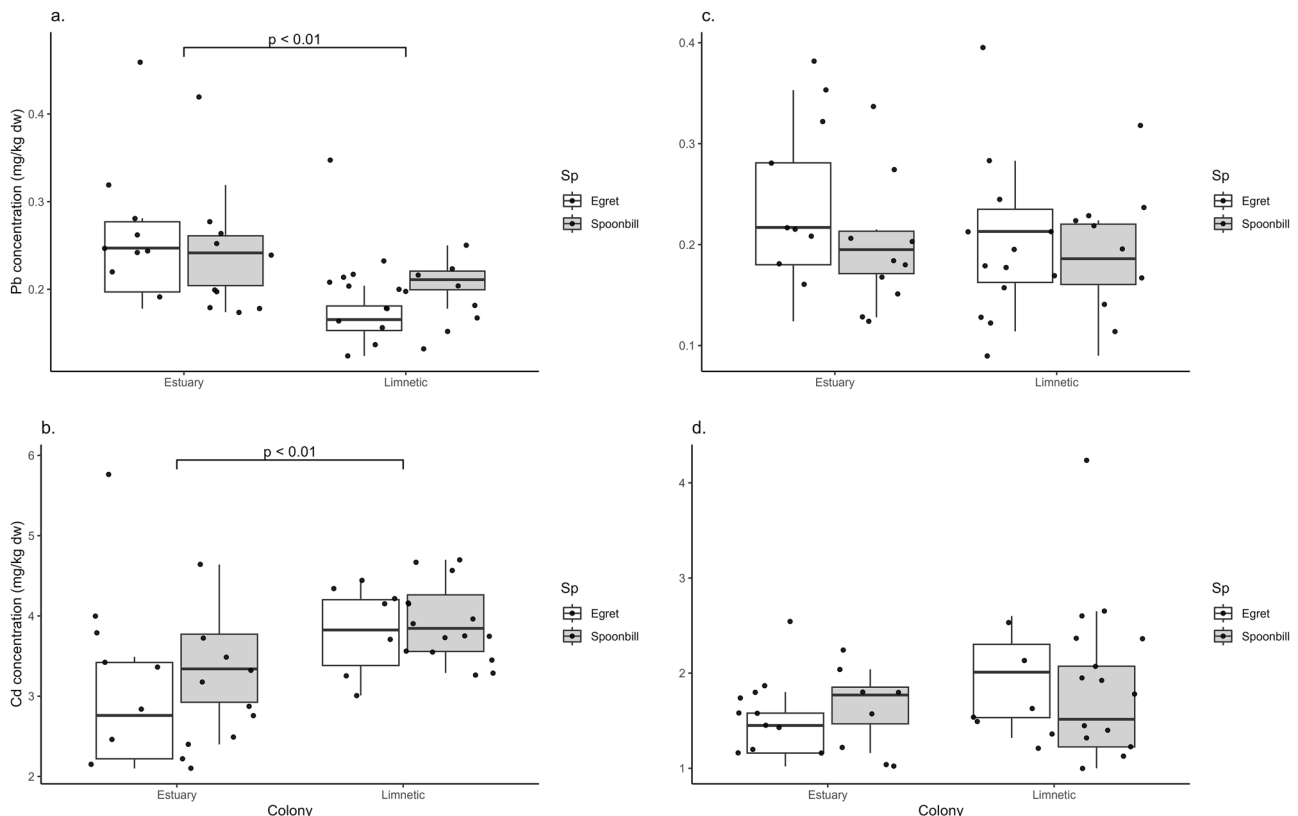 a.
p < 0.01
Pb concentration (mg/kg dw)
0.4
0.3
0.2
Estuary
Limnetic
Sp
Egret
Spoonbill
c.
0.4
0.3
0.2
0.1
Estuary
Limnetic
Sp
Egret
Spoonbill
b.
p < 0.01
Cd concentration (mg/kg dw)
6
5
4
3
2
Estuary
Limnetic
Colony
Sp
Egret
Spoonbill
d.
4
3
2
1
Estuary
Limnetic
Colony
Sp
Egret
Spoonbill